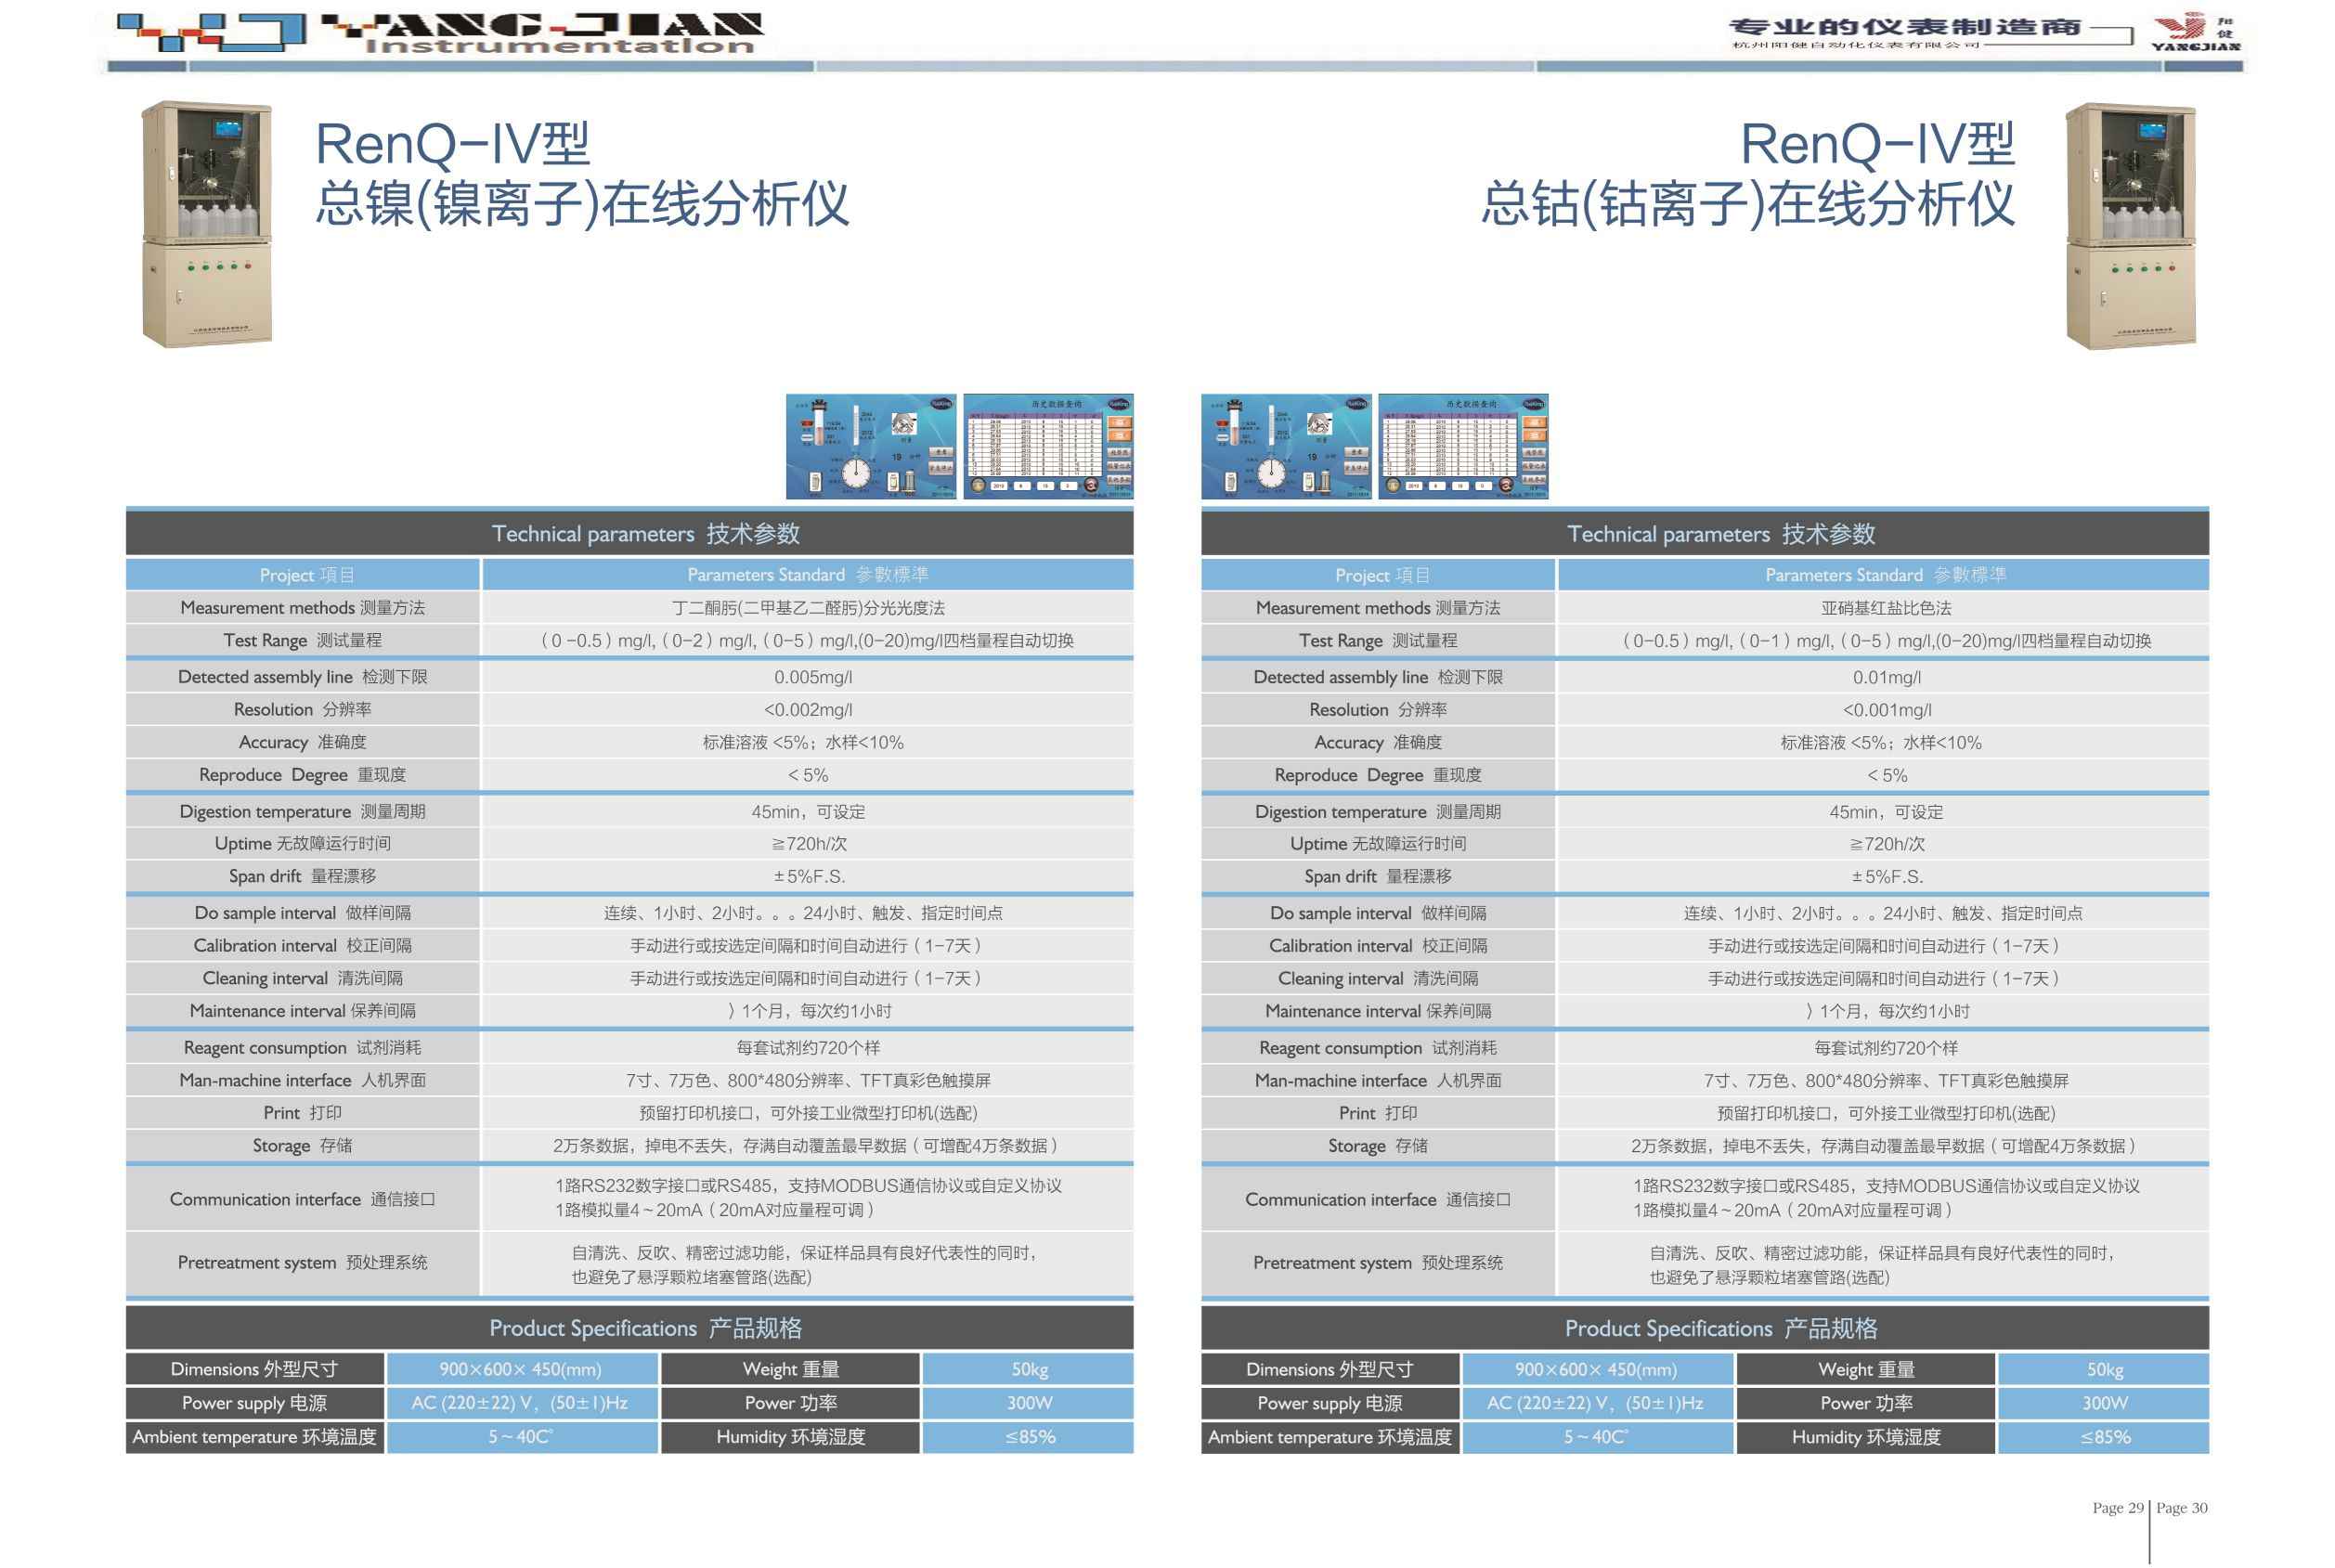 YANG-JIAN
Instrumentation
专业的仪表制造商
杭州阳健自动化仪表有限公司
阳健
YANGJIAN
RenQ-IV型
总镍(镍离子)在线分析仪
RenQ-IV型
总钴(钴离子)在线分析仪
历史数据查询
历史数据查询
Technical parameters 技术参数
Project 項目 Parameters Standard 參數標準
Measurement methods 测量方法 丁二酮肟(二甲基乙二醛肟)分光光度法
Test Range 测试量程 （0 -0.5）mg/l,（0-2）mg/l,（0-5）mg/l,(0-20)mg/l四档量程自动切换
Detected assembly line 检测下限 0.005mg/l
Resolution 分辨率 <0.002mg/l
Accuracy 准确度 标准溶液 <5%；水样<10%
Reproduce Degree 重现度 < 5%
Digestion temperature 测量周期 45min，可设定
Uptime 无故障运行时间 ≧720h/次
Span drift 量程漂移 ±5%F.S.
Do sample interval 做样间隔 连续、1小时、2小时。。。24小时、触发、指定时间点
Calibration interval 校正间隔 手动进行或按选定间隔和时间自动进行（1-7天）
Cleaning interval 清洗间隔 手动进行或按选定间隔和时间自动进行（1-7天）
Maintenance interval 保养间隔 〉1个月，每次约1小时
Reagent consumption 试剂消耗 每套试剂约720个样
Man-machine interface 人机界面 7寸、7万色、800*480分辨率、TFT真彩色触摸屏
Print 打印 预留打印机接口，可外接工业微型打印机(选配)
Storage 存储 2万条数据，掉电不丢失，存满自动覆盖最早数据（可增配4万条数据）
Communication interface 通信接口 1路RS232数字接口或RS485，支持MODBUS通信协议或自定义协议
1路模拟量4~20mA（20mA对应量程可调）
Pretreatment system 预处理系统 自清洗、反吹、精密过滤功能，保证样品具有良好代表性的同时，
也避免了悬浮颗粒堵塞管路(选配)
Product Specifications 产品规格
Dimensions 外型尺寸 900×600× 450(mm) Weight 重量 50kg
Power supply 电源 AC (220±22) V，(50±1)Hz Power 功率 300W
Ambient temperature 环境温度 5~40C° Humidity 环境湿度 ≤85%
Technical parameters 技术参数
Project 項目 Parameters Standard 參數標準
Measurement methods 测量方法 亚硝基红盐比色法
Test Range 测试量程 （0-0.5）mg/l,（0-1）mg/l,（0-5）mg/l,(0-20)mg/l四档量程自动切换
Detected assembly line 检测下限 0.01mg/l
Resolution 分辨率 <0.001mg/l
Accuracy 准确度 标准溶液 <5%；水样<10%
Reproduce Degree 重现度 < 5%
Digestion temperature 测量周期 45min，可设定
Uptime 无故障运行时间 ≧720h/次
Span drift 量程漂移 ±5%F.S.
Do sample interval 做样间隔 连续、1小时、2小时。。。24小时、触发、指定时间点
Calibration interval 校正间隔 手动进行或按选定间隔和时间自动进行（1-7天）
Cleaning interval 清洗间隔 手动进行或按选定间隔和时间自动进行（1-7天）
Maintenance interval 保养间隔 〉1个月，每次约1小时
Reagent consumption 试剂消耗 每套试剂约720个样
Man-machine interface 人机界面 7寸、7万色、800*480分辨率、TFT真彩色触摸屏
Print 打印 预留打印机接口，可外接工业微型打印机(选配)
Storage 存储 2万条数据，掉电不丢失，存满自动覆盖最早数据（可增配4万条数据）
Communication interface 通信接口 1路RS232数字接口或RS485，支持MODBUS通信协议或自定义协议
1路模拟量4~20mA（20mA对应量程可调）
Pretreatment system 预处理系统 自清洗、反吹、精密过滤功能，保证样品具有良好代表性的同时，
也避免了悬浮颗粒堵塞管路(选配)
Product Specifications 产品规格
Dimensions 外型尺寸 900×600× 450(mm) Weight 重量 50kg
Power supply 电源 AC (220±22) V，(50±1)Hz Power 功率 300W
Ambient temperature 环境温度 5~40C° Humidity 环境湿度 ≤85%
Page 29 Page 30